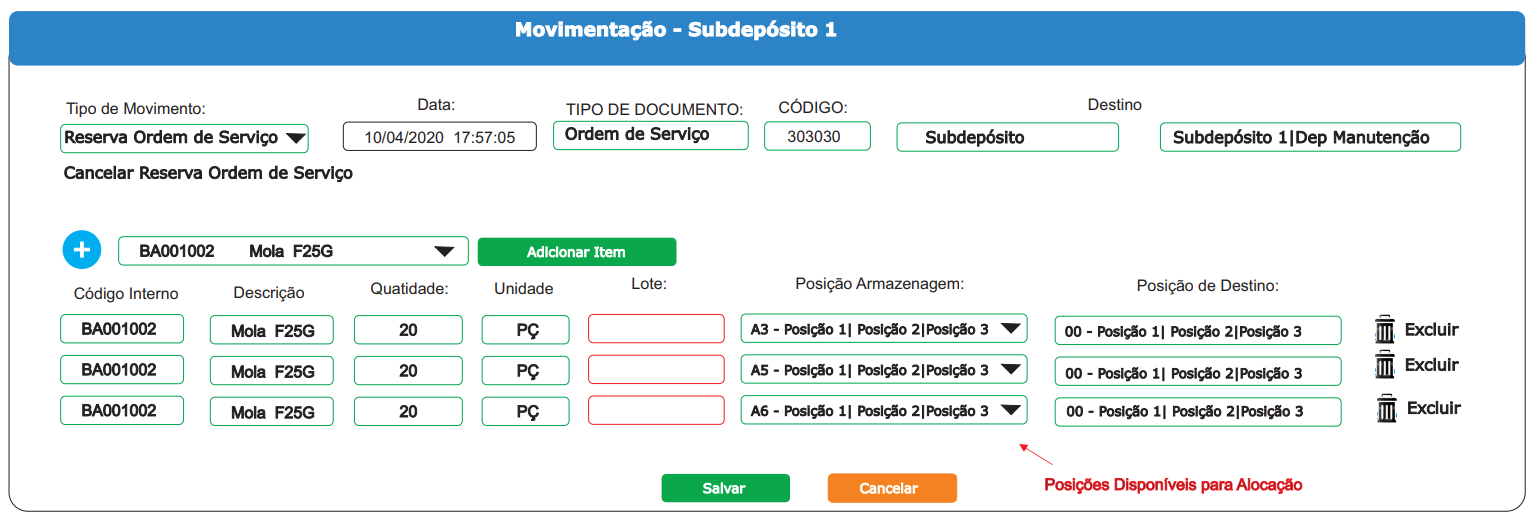 Movimentação - Subdepósito 1
Tipo de Movimento: Data: TIPO DE DOCUMENTO: CÓDIGO: Destino
Reserva Ordem de Serviço 10/04/2020 17:57:05 Ordem de Serviço 303030 Subdepósito Subdepósito 1|Dep Manutenção
Cancelar Reserva Ordem de Serviço
+ BA001002 Mola F25G Adicionar Item
Código Interno Descrição Quatidade: Unidade Lote: Posição Armazenagem: Posição de Destino:
BA001002 Mola F25G 20 PÇ A3 - Posição 1| Posição 2|Posição 3 00 - Posição 1| Posição 2|Posição 3 Excluir
BA001002 Mola F25G 20 PÇ A5 - Posição 1| Posição 2|Posição 3 00 - Posição 1| Posição 2|Posição 3 Excluir
BA001002 Mola F25G 20 PÇ A6 - Posição 1| Posição 2|Posição 3 00 - Posição 1| Posição 2|Posição 3 Excluir
Salvar Cancelar Posições Disponíveis para Alocação